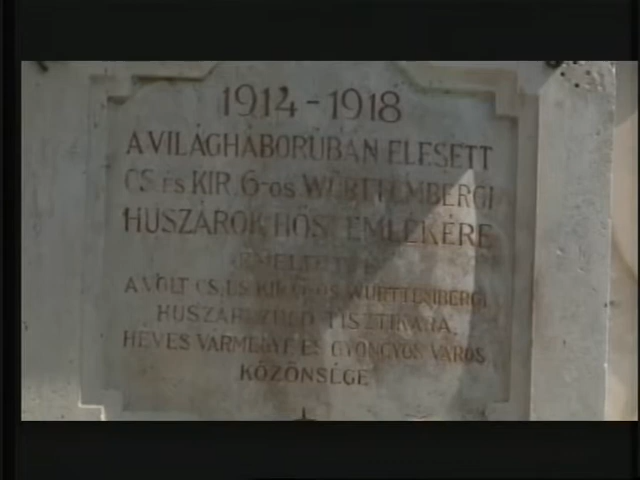 1914-1918
A VILÁGHÁBORÚBAN ELESETT
CS. ÉS KIR. 6-OS WÜRTTEMBERGI
HUSZÁROK HŐSI EMLÉKÉRE
EMELTETTE
A VOLT CS. ÉS KIR. 6-OS WÜRTTEMBERGI
HUSZÁREZRED TISZTIKARA,
HEVES VÁRMEGYE ÉS GYÖNGYÖS VÁROS
KÖZÖNSÉGE